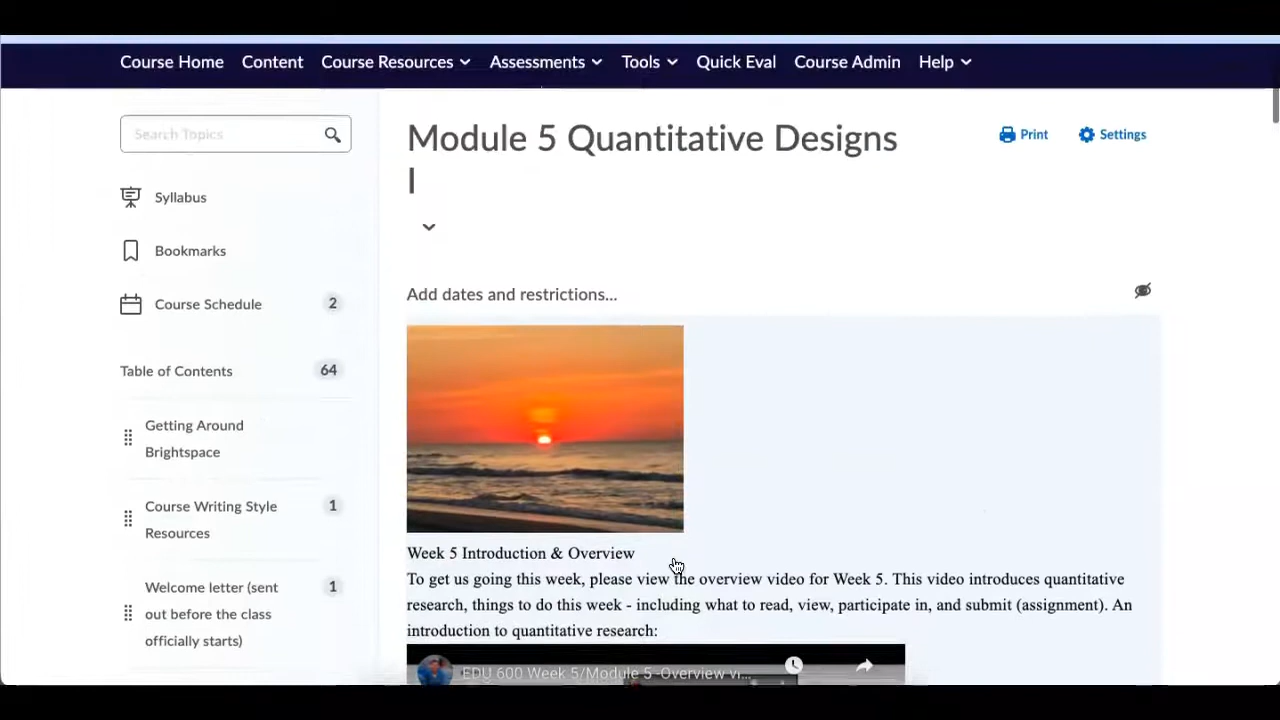 Course Home Content Course Resources Assessments Tools Quick Eval Course Admin Help
Search Topics
Syllabus
Bookmarks
Course Schedule 2
Table of Contents 64
Getting Around
Brightspace
Course Writing Style 1
Resources
Welcome letter (sent 1
out before the class
officially starts)
Module 5 Quantitative Designs
I
Print
Settings
Add dates and restrictions...
Week 5 Introduction & Overview
To get us going this week, please view the overview video for Week 5. This video introduces quantitative
research, things to do this week - including what to read, view, participate in, and submit (assignment). An
introduction to quantitative research:
EDU 600 Week 5/Module 5 -Overview vi...